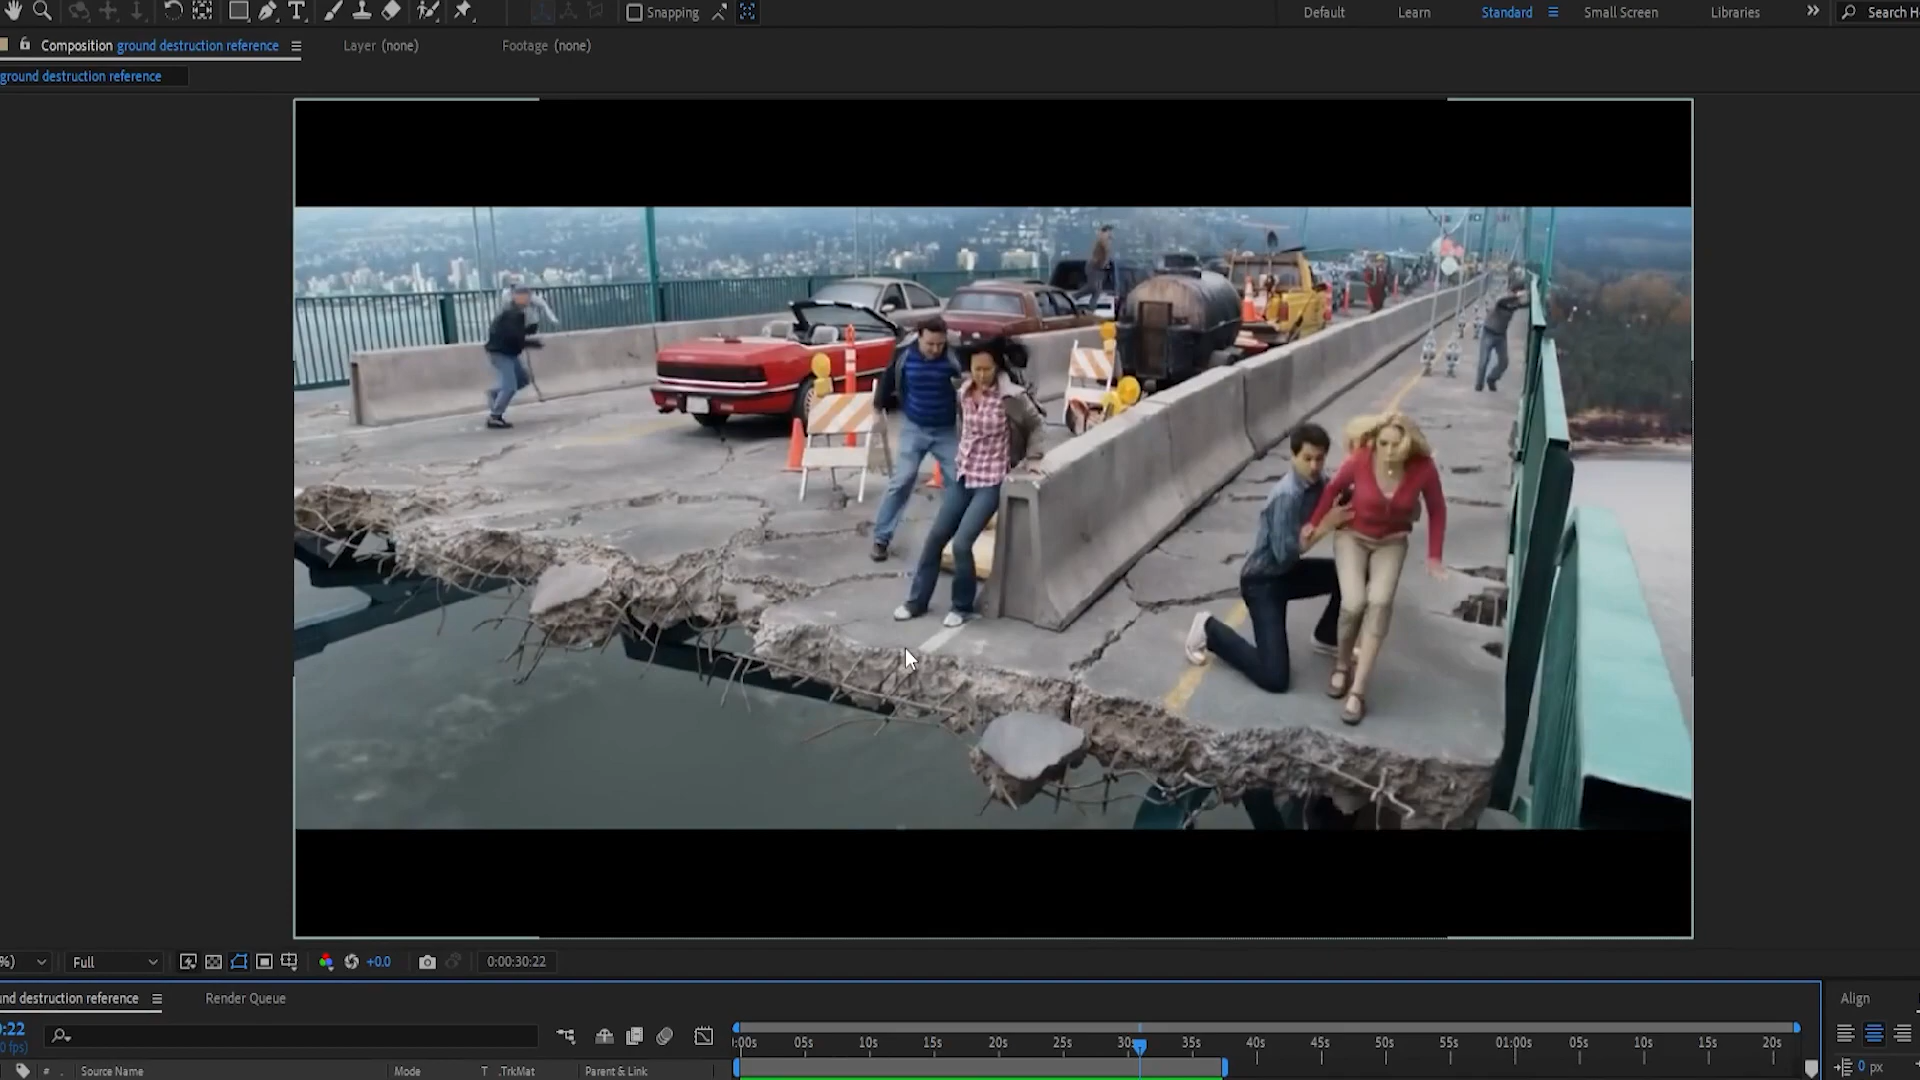 Snapping
Default
Learn
Standard
Small Screen
Libraries
Search H
Composition ground destruction reference
Layer (none)
Footage (none)
ground destruction reference
%)
Full
+0.0
0:00:30:22
nd destruction reference
Render Queue
Align
0:22
0 fps)
:00s 05s 10s 15s 20s 25s 30s 35s 40s 45s 50s 55s 01:00s 05s 10s 15s 20s
# . Source Name Mode T .TrkMat Parent & Link
0 px